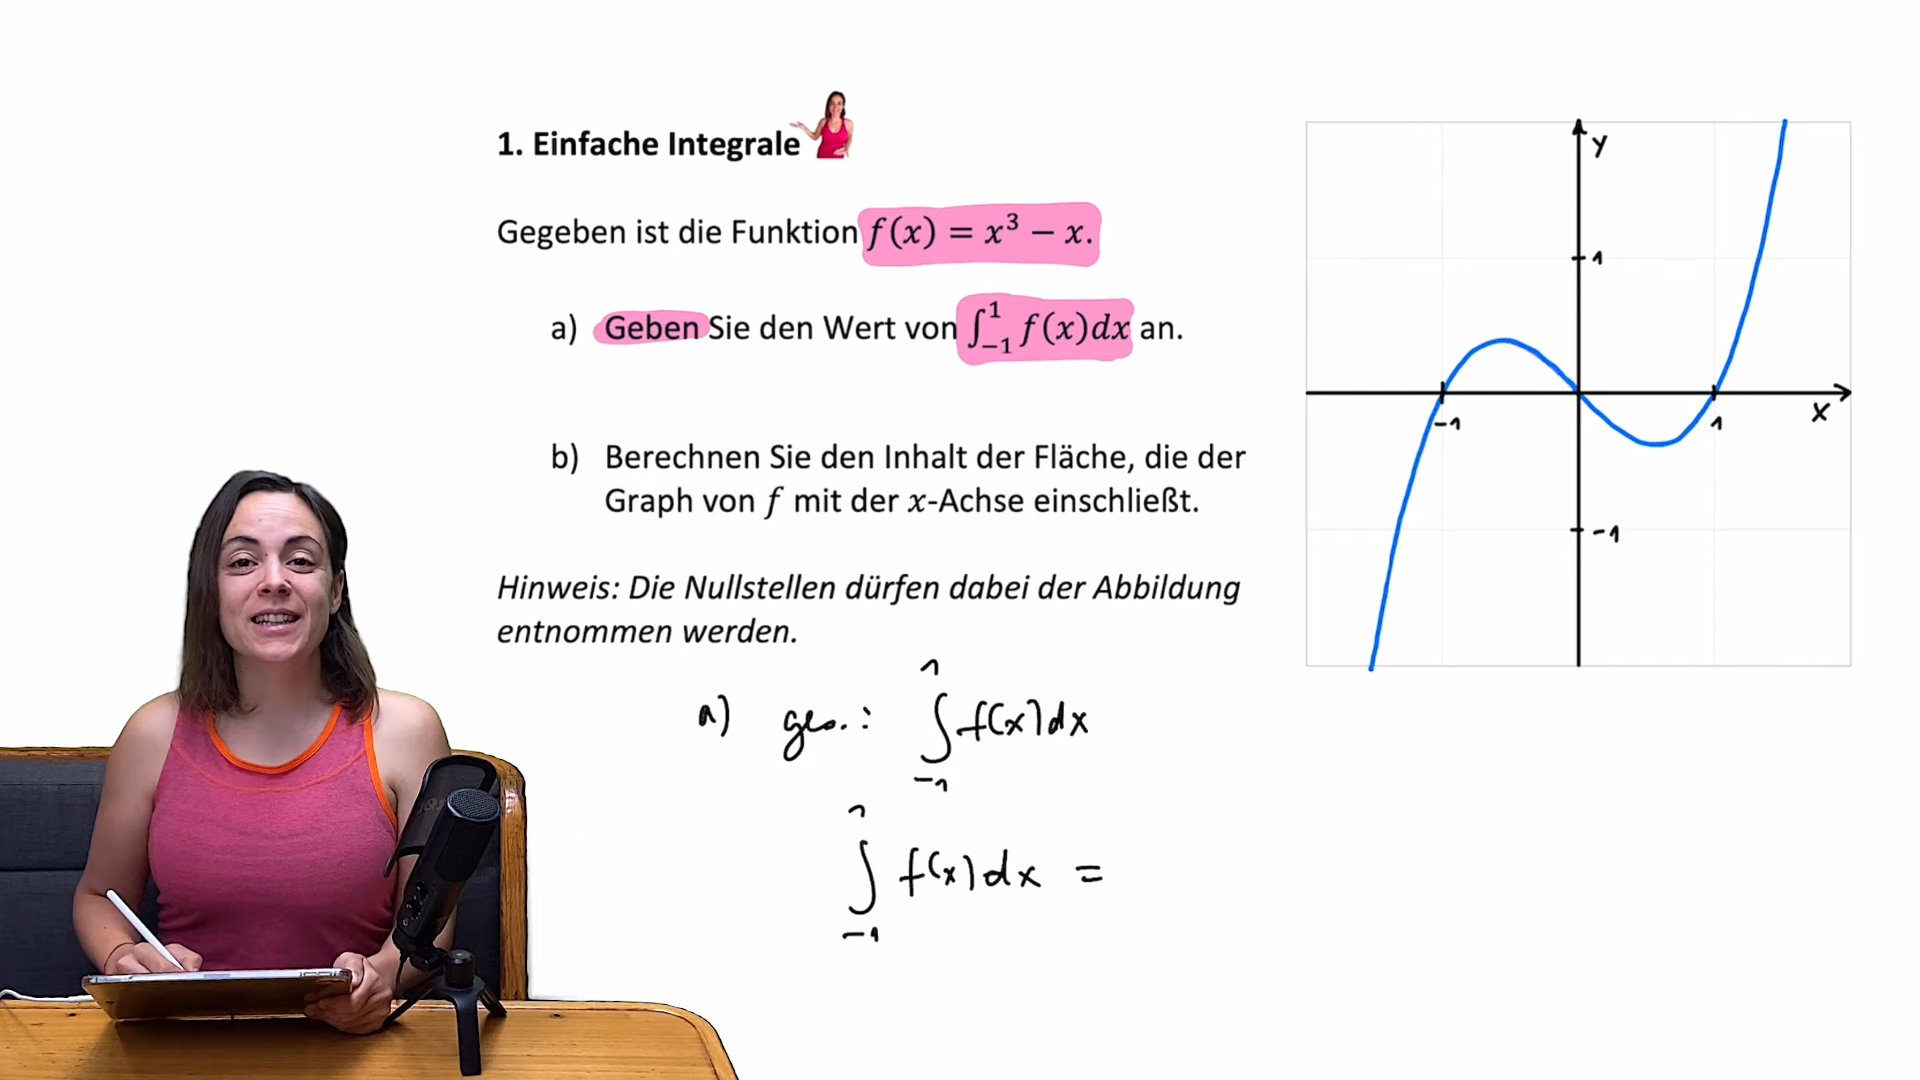 1. Einfache Integrale
Gegeben ist die Funktion f(x) = x³ − x.
a) Geben Sie den Wert von ∫₋₁¹ f(x)dx an.
b) Berechnen Sie den Inhalt der Fläche, die der
Graph von f mit der x-Achse einschließt.
Hinweis: Die Nullstellen dürfen dabei der Abbildung
entnommen werden.
a) ges.: ∫₋₁¹ f(x)dx
∫₋₁¹ f(x)dx =
y
1
-1
1
x
-1